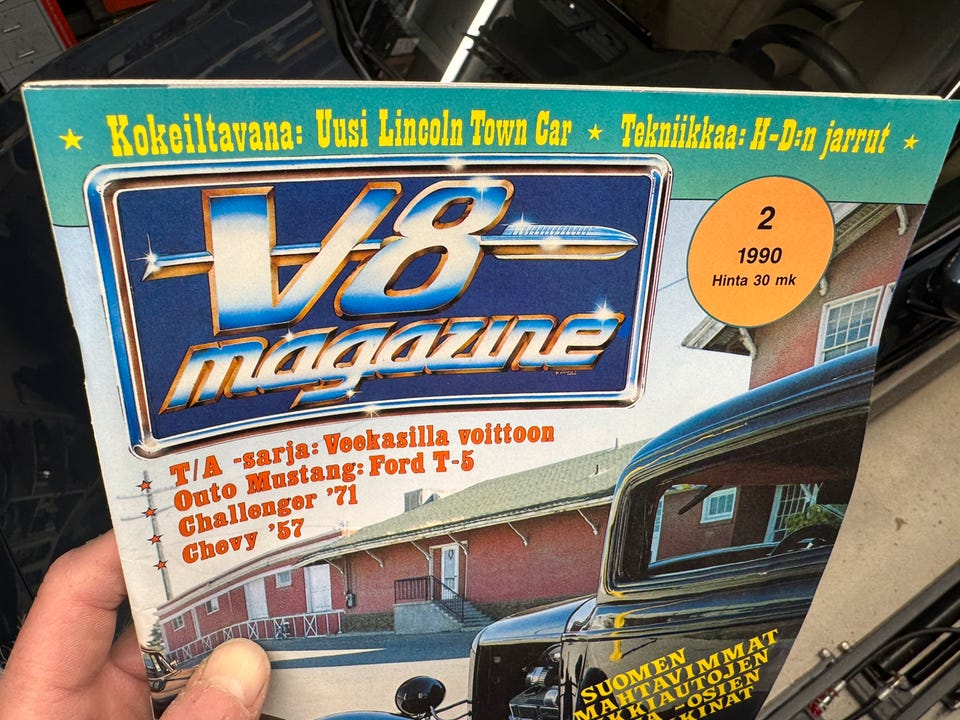 ★ Kokeiltavana: Uusi Lincoln Town Car ★ Tekniikkaa: H-D:n jarrut ★
V8
magazine
2
1990
Hinta 30 mk
★ T/A -sarja: Veekasilla voittoon
★ Outo Mustang: Ford T-5
★ Challenger '71
★ Chevy '57
SUOMEN
MAHTAVIMMAT
-OSIEN